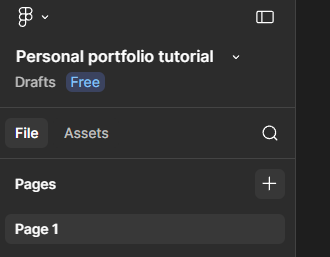 Personal portfolio tutorial
Drafts Free
File Assets
Pages
Page 1